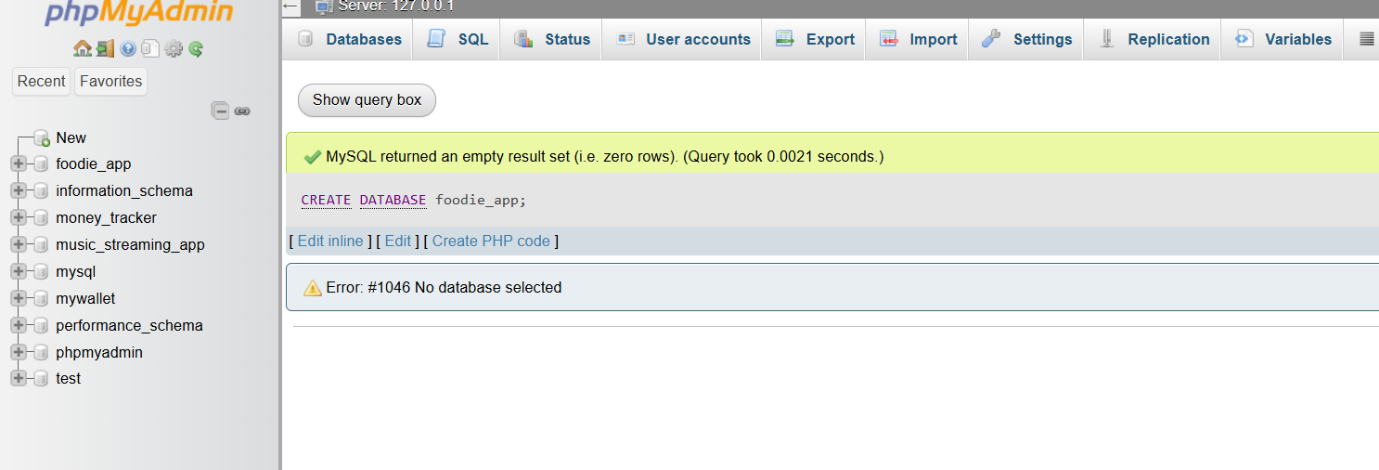 phpMyAdmin
Server: 127.0.0.1
Databases SQL Status User accounts Export Import Settings Replication Variables
Recent Favorites
Show query box
New
foodie_app
information_schema
money_tracker
music_streaming_app
mysql
mywallet
performance_schema
phpmyadmin
test
MySQL returned an empty result set (i.e. zero rows). (Query took 0.0021 seconds.)
CREATE DATABASE foodie_app;
[ Edit inline ] [ Edit ] [ Create PHP code ]
Error: #1046 No database selected